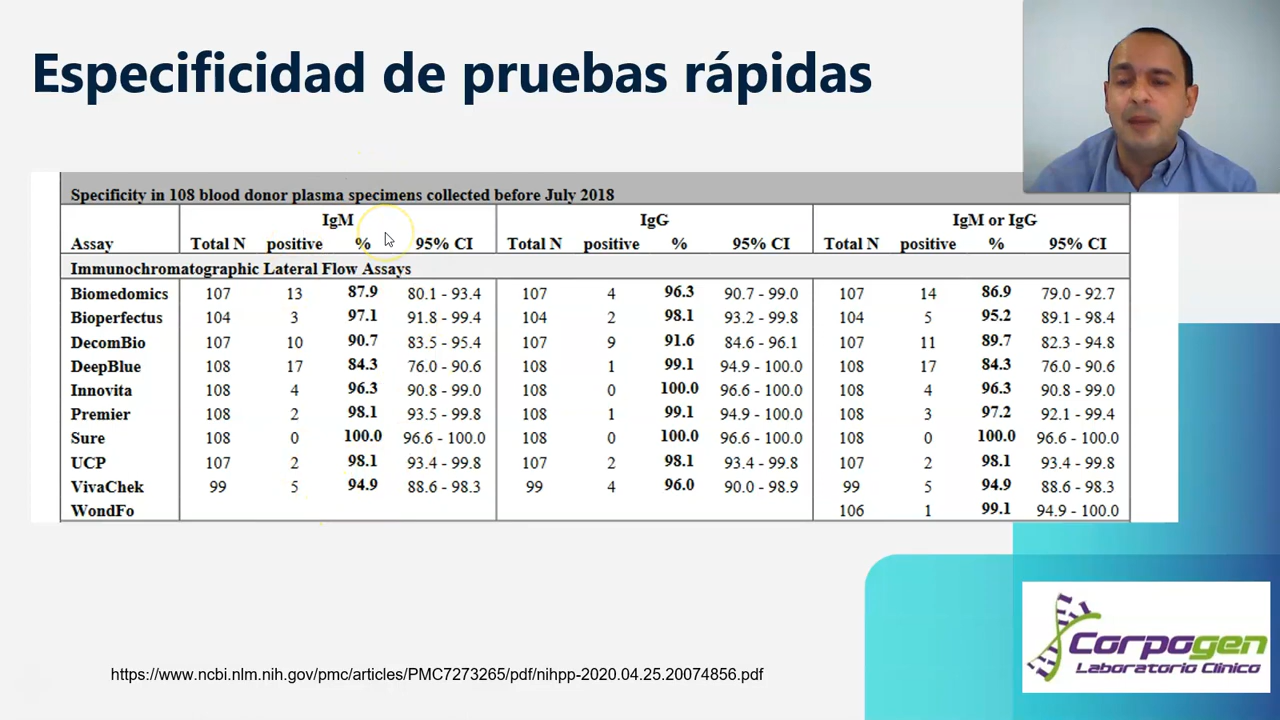 Especificidad de pruebas rápidas
Specificity in 108 blood donor plasma specimens collected before July 2018
IgM IgG IgM or IgG
Assay Total N positive % 95% CI Total N positive % 95% CI Total N positive % 95% CI
Immunochromatographic Lateral Flow Assays
Biomedomics 107 13 87.9 80.1 - 93.4 107 4 96.3 90.7 - 99.0 107 14 86.9 79.0 - 92.7
Bioperfectus 104 3 97.1 91.8 - 99.4 104 2 98.1 93.2 - 99.8 104 5 95.2 89.1 - 98.4
DecomBio 107 10 90.7 83.5 - 95.4 107 9 91.6 84.6 - 96.1 107 11 89.7 82.3 - 94.8
DeepBlue 108 17 84.3 76.0 - 90.6 108 1 99.1 94.9 - 100.0 108 17 84.3 76.0 - 90.6
Innovita 108 4 96.3 90.8 - 99.0 108 0 100.0 96.6 - 100.0 108 4 96.3 90.8 - 99.0
Premier 108 2 98.1 93.5 - 99.8 108 1 99.1 94.9 - 100.0 108 3 97.2 92.1 - 99.4
Sure 108 0 100.0 96.6 - 100.0 108 0 100.0 96.6 - 100.0 108 0 100.0 96.6 - 100.0
UCP 107 2 98.1 93.4 - 99.8 107 2 98.1 93.4 - 99.8 107 2 98.1 93.4 - 99.8
VivaChek 99 5 94.9 88.6 - 98.3 99 4 96.0 90.0 - 98.9 99 5 94.9 88.6 - 98.3
WondFo 106 1 99.1 94.9 - 100.0
Corpogen
Laboratorio Clínico
https://www.ncbi.nlm.nih.gov/pmc/articles/PMC7273265/pdf/nihpp-2020.04.25.20074856.pdf